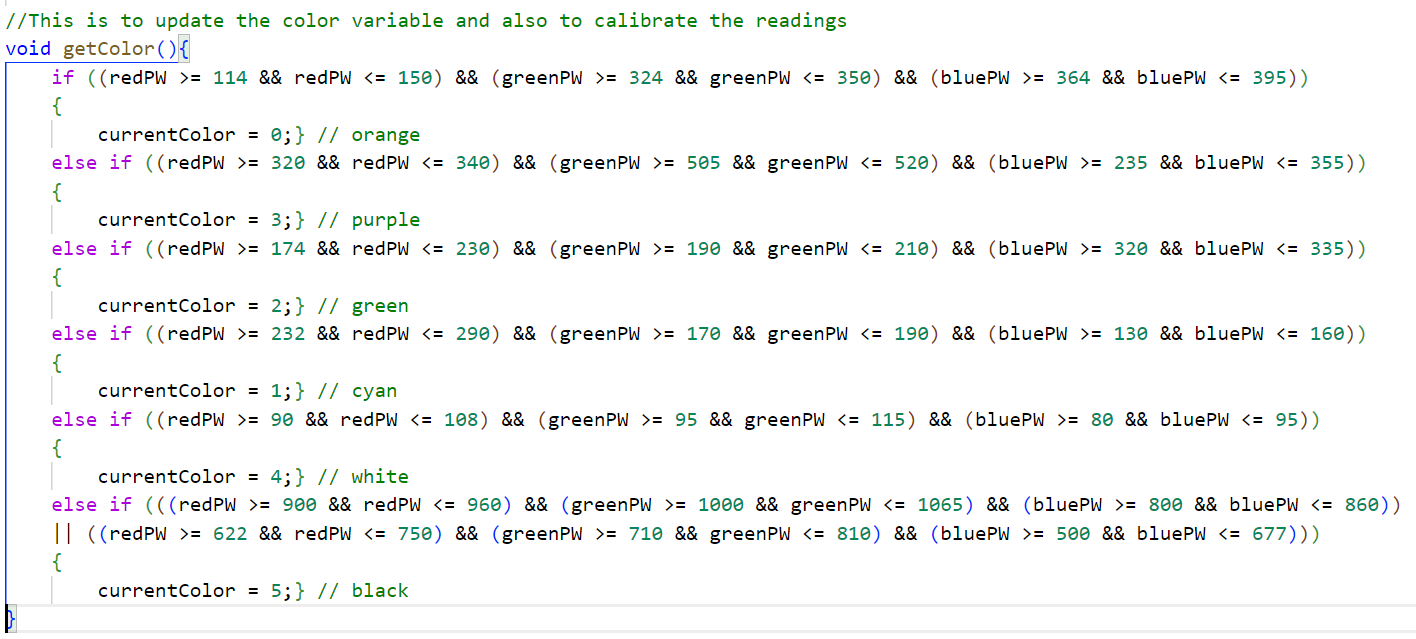 //This is to update the color variable and also to calibrate the readings
void getColor(){
    if ((redPW >= 114 && redPW <= 150) && (greenPW >= 324 && greenPW <= 350) && (bluePW >= 364 && bluePW <= 395))
    {
        currentColor = 0;} // orange
    else if ((redPW >= 320 && redPW <= 340) && (greenPW >= 505 && greenPW <= 520) && (bluePW >= 235 && bluePW <= 355))
    {
        currentColor = 3;} // purple
    else if ((redPW >= 174 && redPW <= 230) && (greenPW >= 190 && greenPW <= 210) && (bluePW >= 320 && bluePW <= 335))
    {
        currentColor = 2;} // green
    else if ((redPW >= 232 && redPW <= 290) && (greenPW >= 170 && greenPW <= 190) && (bluePW >= 130 && bluePW <= 160))
    {
        currentColor = 1;} // cyan
    else if ((redPW >= 90 && redPW <= 108) && (greenPW >= 95 && greenPW <= 115) && (bluePW >= 80 && bluePW <= 95))
    {
        currentColor = 4;} // white
    else if (((redPW >= 900 && redPW <= 960) && (greenPW >= 1000 && greenPW <= 1065) && (bluePW >= 800 && bluePW <= 860))
    || ((redPW >= 622 && redPW <= 750) && (greenPW >= 710 && greenPW <= 810) && (bluePW >= 500 && bluePW <= 677)))
    {
        currentColor = 5;} // black
}